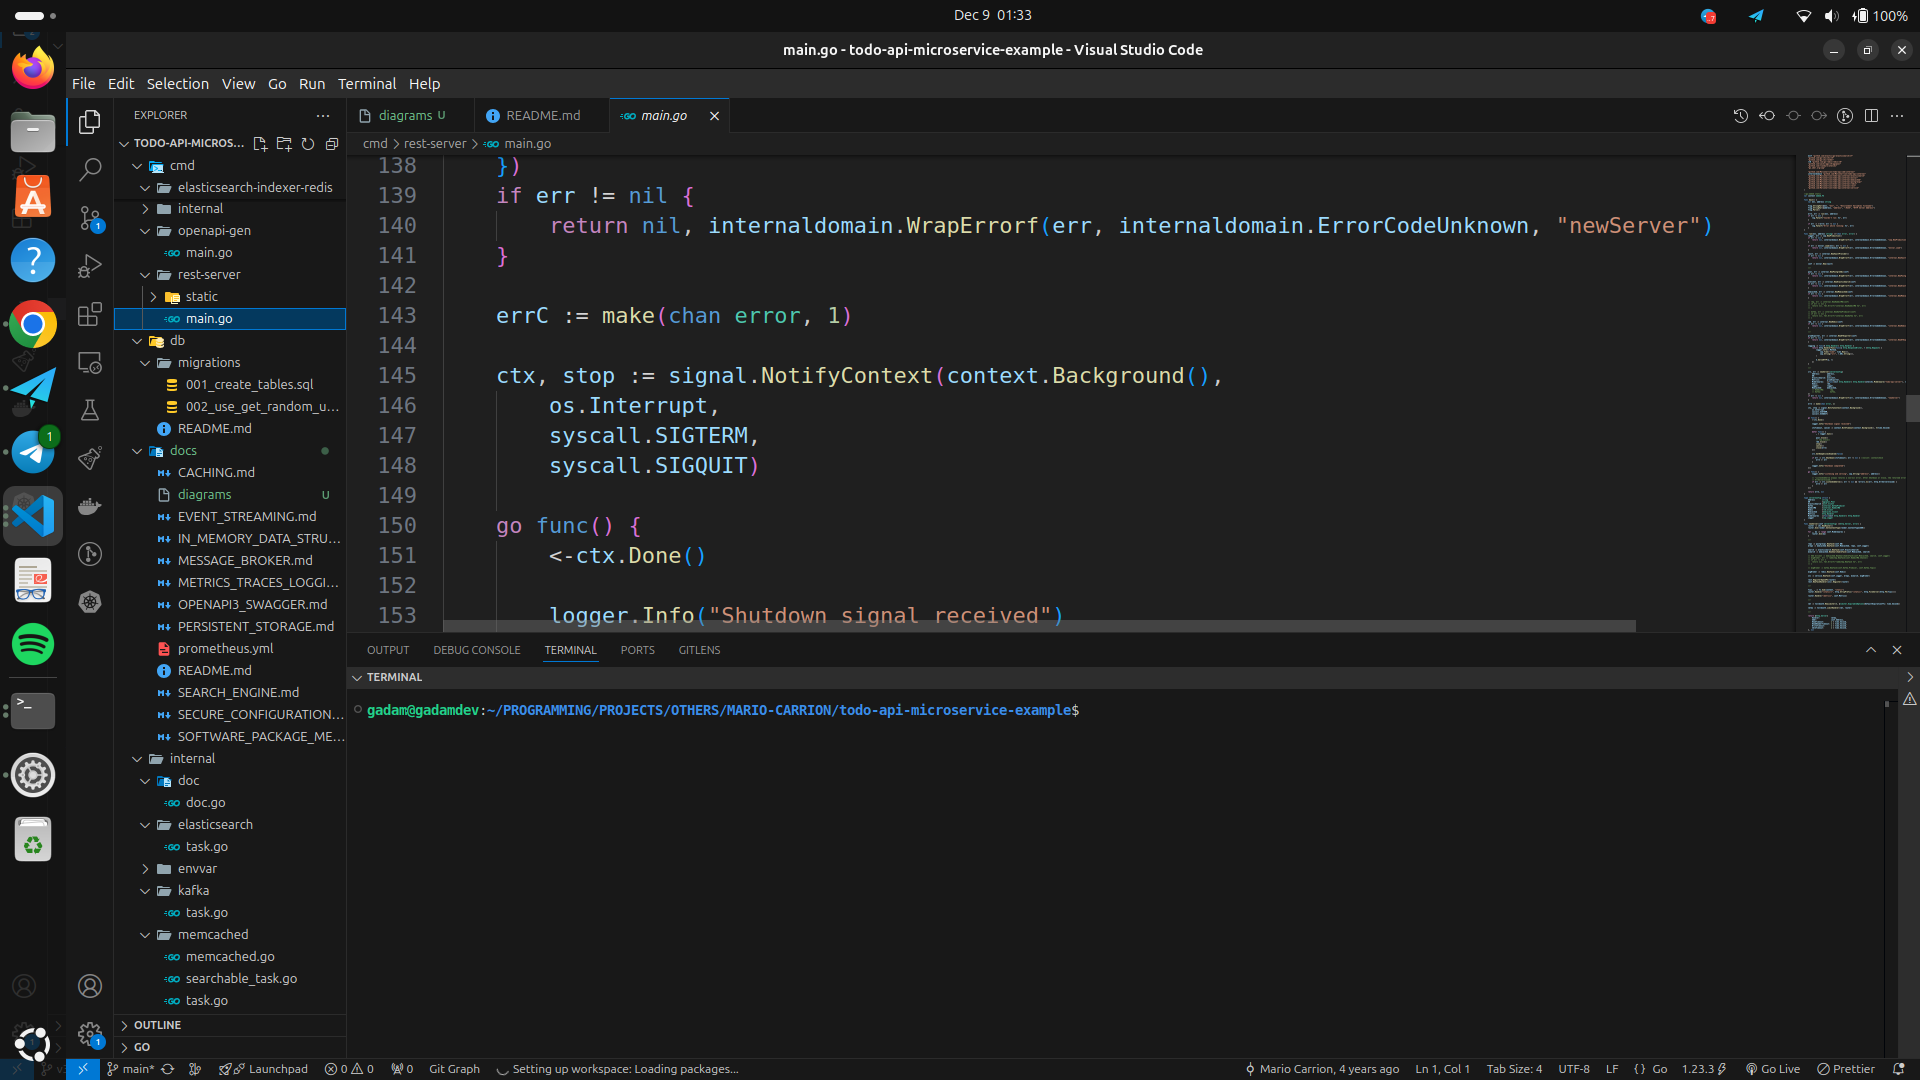 Dec 9 01:33
100%
main.go - todo-api-microservice-example - Visual Studio Code
File Edit Selection View Go Run Terminal Help
EXPLORER
TODO-API-MICROS...
cmd
elasticsearch-indexer-redis
internal
openapi-gen
main.go
rest-server
static
main.go
db
migrations
001_create_tables.sql
002_use_get_random_u...
README.md
docs
CACHING.md
diagrams U
EVENT_STREAMING.md
IN_MEMORY_DATA_STRU...
MESSAGE_BROKER.md
METRICS_TRACES_LOGGI...
OPENAPI3_SWAGGER.md
PERSISTENT_STORAGE.md
prometheus.yml
README.md
SEARCH_ENGINE.md
SECURE_CONFIGURATION...
SOFTWARE_PACKAGE_ME...
internal
doc
doc.go
elasticsearch
task.go
envvar
kafka
task.go
memcached
memcached.go
searchable_task.go
task.go
OUTLINE
GO
diagrams U README.md main.go
cmd > rest-server > main.go
138 })
139 if err != nil {
140 return nil, internaldomain.WrapErrorf(err, internaldomain.ErrorCodeUnknown, "newServer")
141 }
142
143 errC := make(chan error, 1)
144
145 ctx, stop := signal.NotifyContext(context.Background(),
146 os.Interrupt,
147 syscall.SIGTERM,
148 syscall.SIGQUIT)
149
150 go func() {
151 <-ctx.Done()
152
153 logger.Info("Shutdown signal received")
OUTPUT DEBUG CONSOLE TERMINAL PORTS GITLENS
TERMINAL
gadam@gadamdev:~/PROGRAMMING/PROJECTS/OTHERS/MARIO-CARRION/todo-api-microservice-example$
main* Launchpad 0 0 0 Git Graph Setting up workspace: Loading packages... Mario Carrion, 4 years ago Ln 1, Col 1 Tab Size: 4 UTF-8 LF {} Go 1.23.3 Go Live Prettier